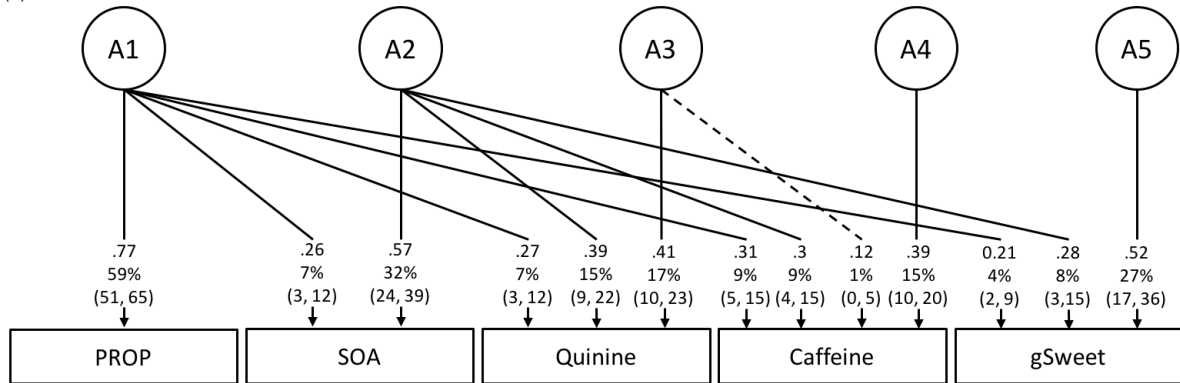 A1 A2 A3 A4 A5
.77 .26 .57 .27 .39 .41 .31 .3 .12 .39 0.21 .28 .52
59% 7% 32% 7% 15% 17% 9% 9% 1% 15% 4% 8% 27%
(51, 65) (3, 12) (24, 39) (3, 12) (9, 22) (10, 23) (5, 15) (4, 15) (0, 5) (10, 20) (2, 9) (3,15) (17, 36)
PROP SOA Quinine Caffeine gSweet